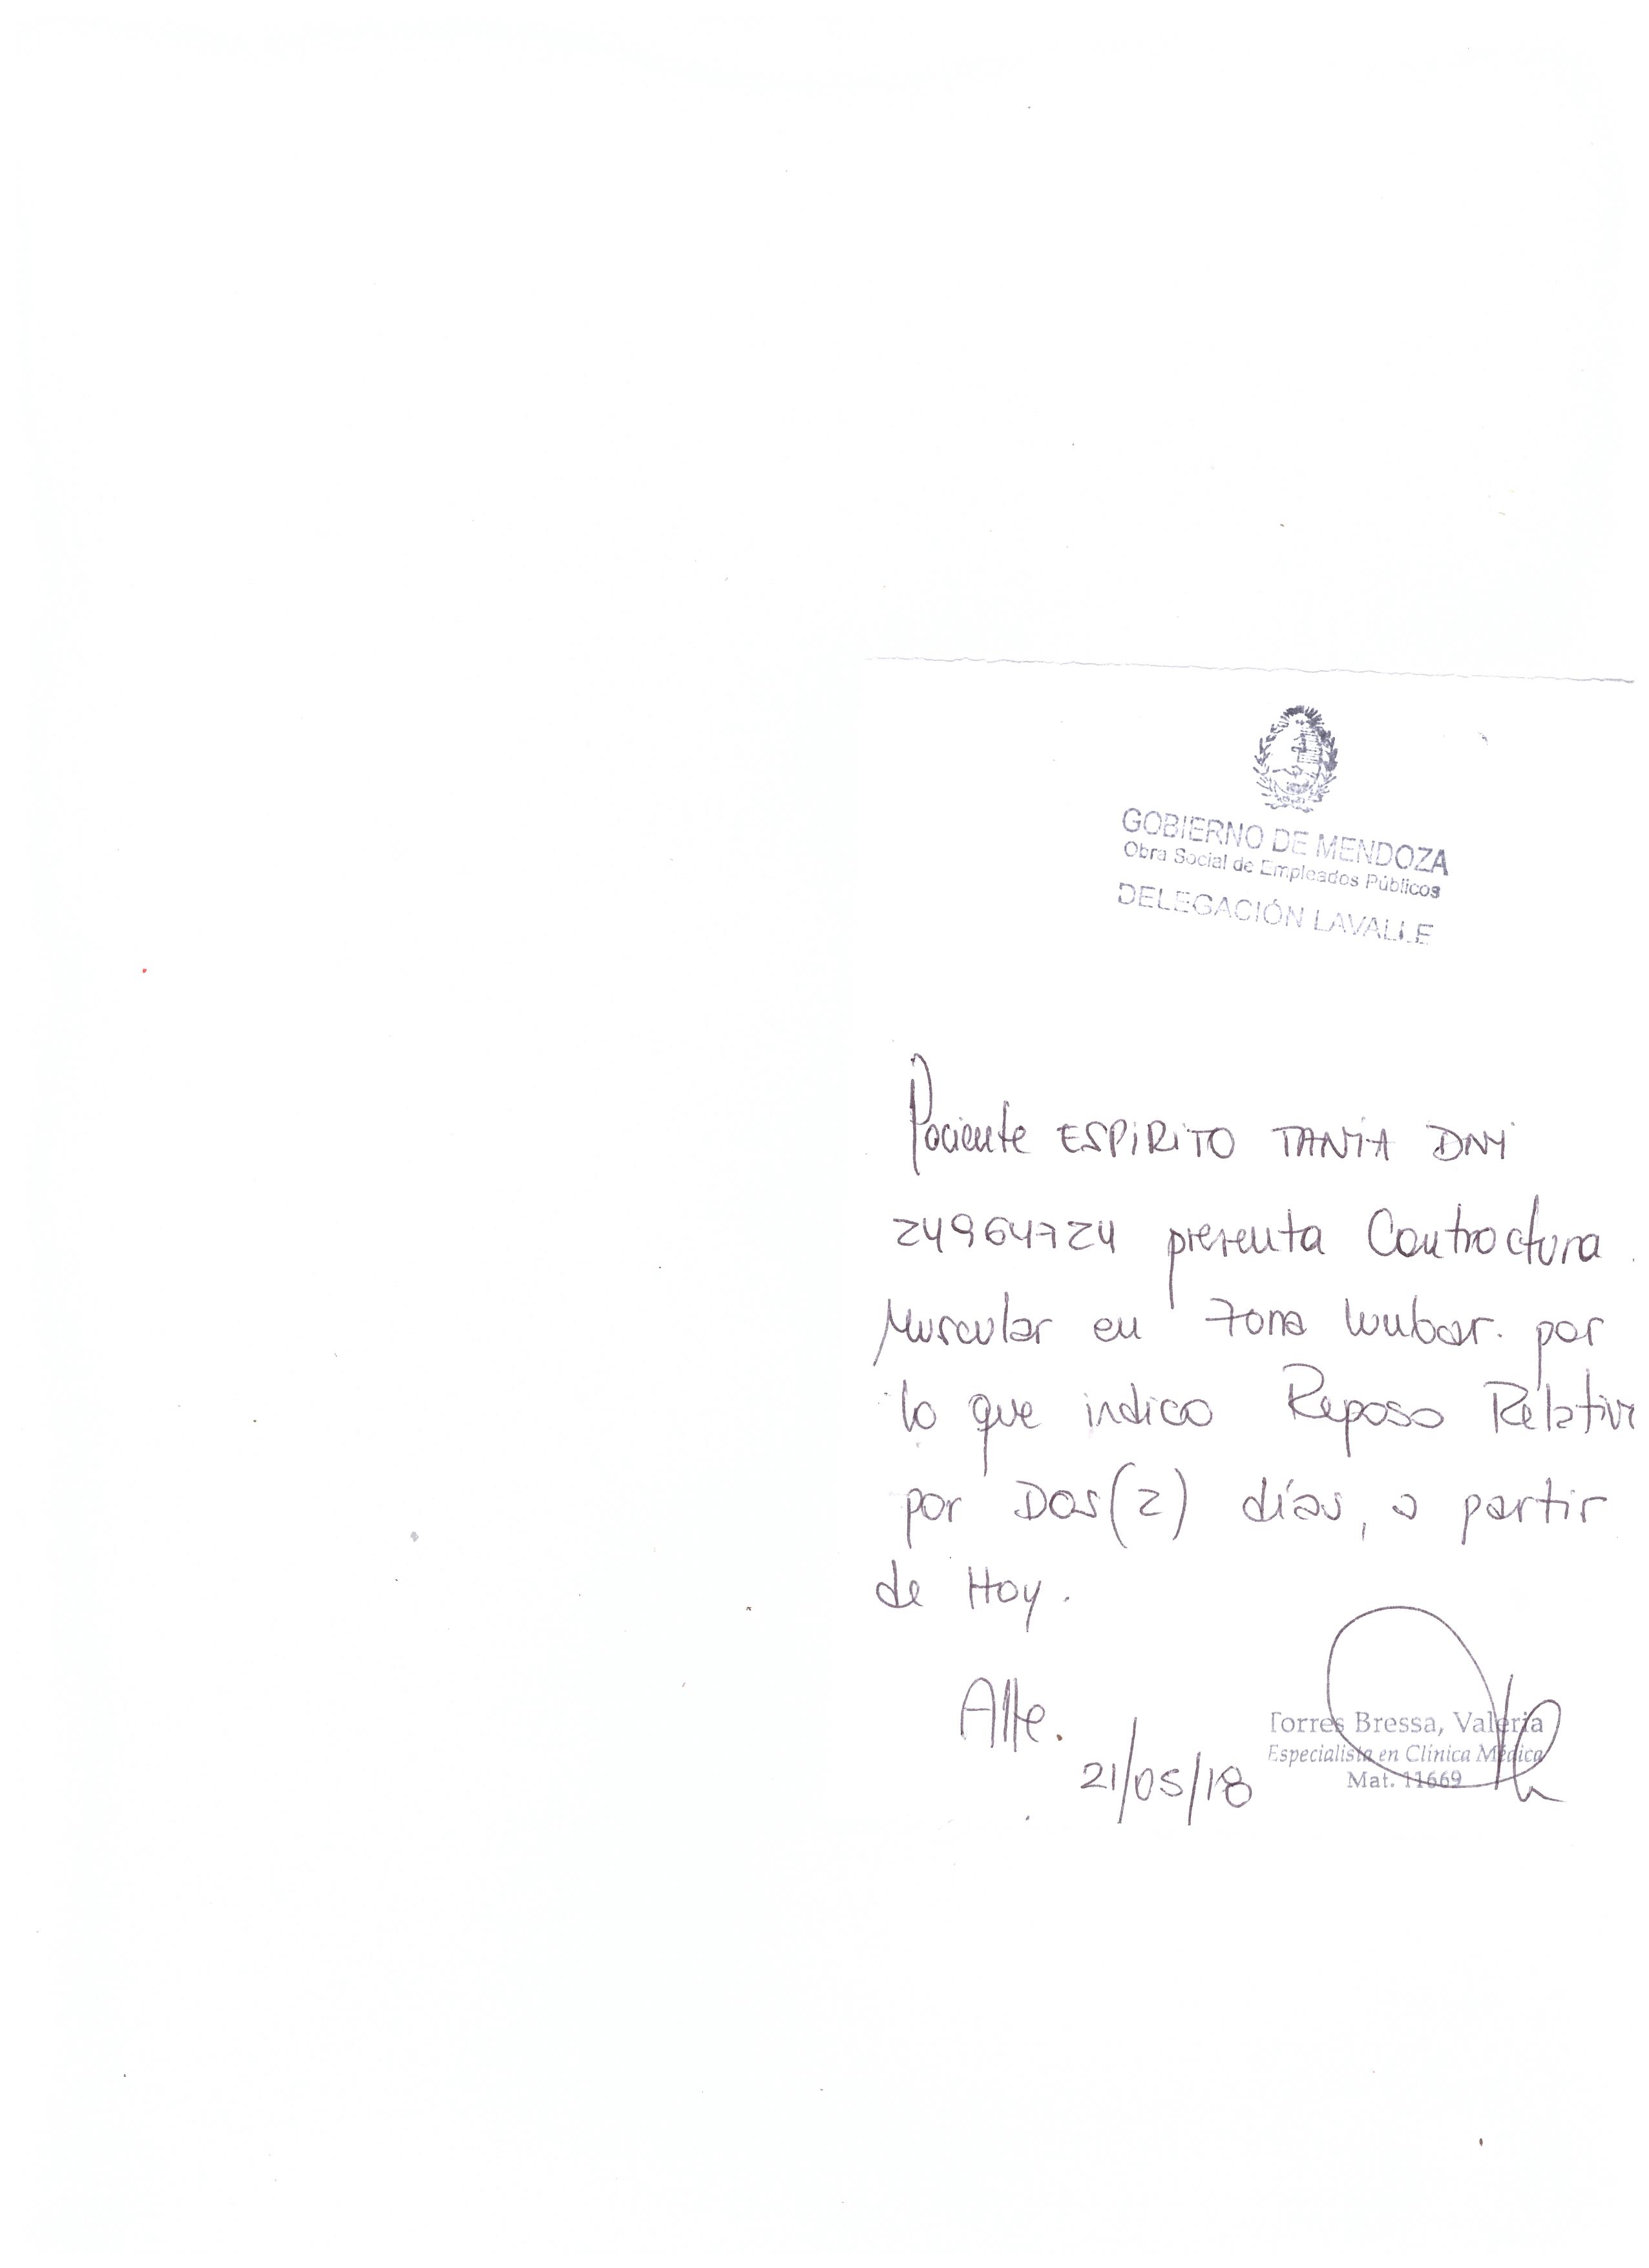 GOBIERNO DE MENDOZA
Obra Social de Empleados Públicos
DELEGACIÓN LAVALLE
Paciente ESPIRITO TANIA DNI
24964724 presenta Contractura
Muscular en zona lumbar. por
lo que indico Reposo Relativ
por Dos (2) días, a partir
de Hoy.
Atte.
Torres Bressa, Valeria
Especialista en Clínica Médica
21/05/18
Mat. 11669